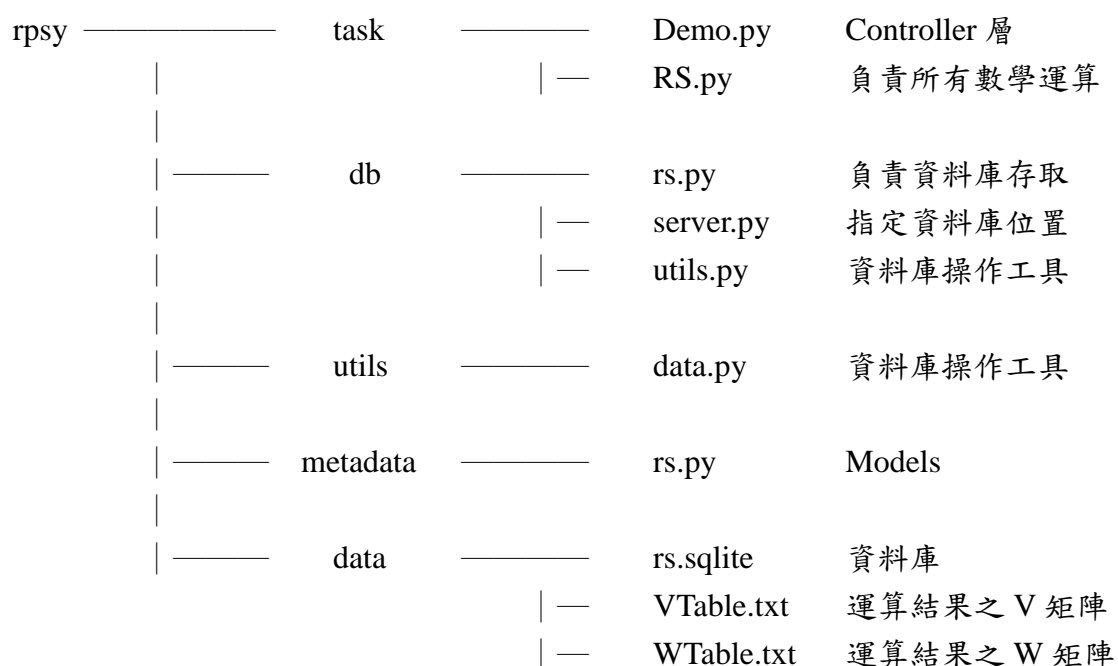 rpsy task Demo.py Controller 層
RS.py 負責所有數學運算
db rs.py 負責資料庫存取
server.py 指定資料庫位置
utils.py 資料庫操作工具
utils data.py 資料庫操作工具
metadata rs.py Models
data rs.sqlite 資料庫
VTable.txt 運算結果之 V 矩陣
WTable.txt 運算結果之 W 矩陣